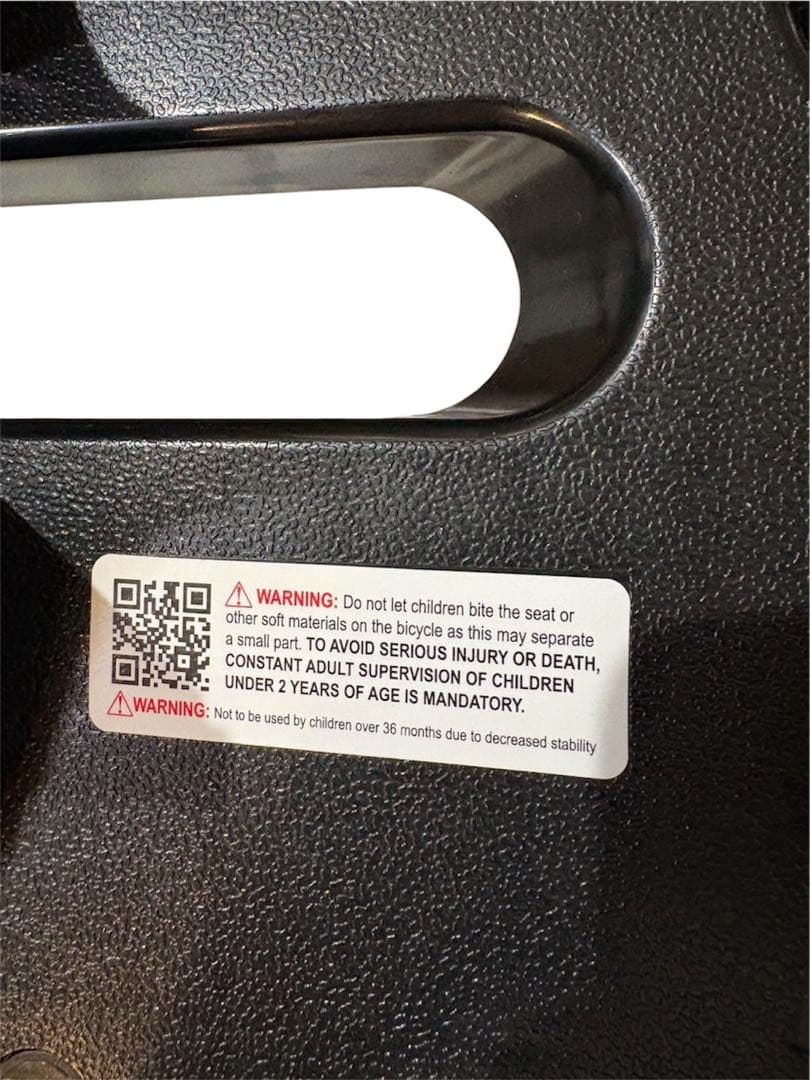 WARNING: Do not let children bite the seat or
other soft materials on the bicycle as this may separate
a small part. TO AVOID SERIOUS INJURY OR DEATH,
CONSTANT ADULT SUPERVISION OF CHILDREN
UNDER 2 YEARS OF AGE IS MANDATORY.
WARNING: Not to be used by children over 36 months due to decreased stability